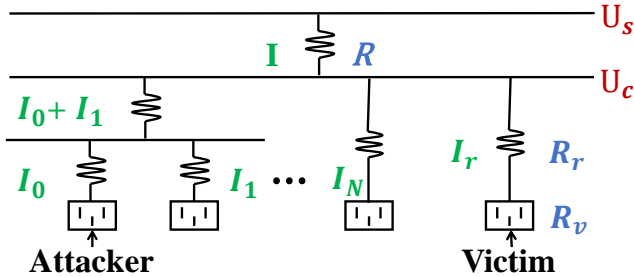 U_s
I R
U_c
I_0 + I_1
I_0 I_1 ... I_N I_r R_r
R_v
Attacker Victim